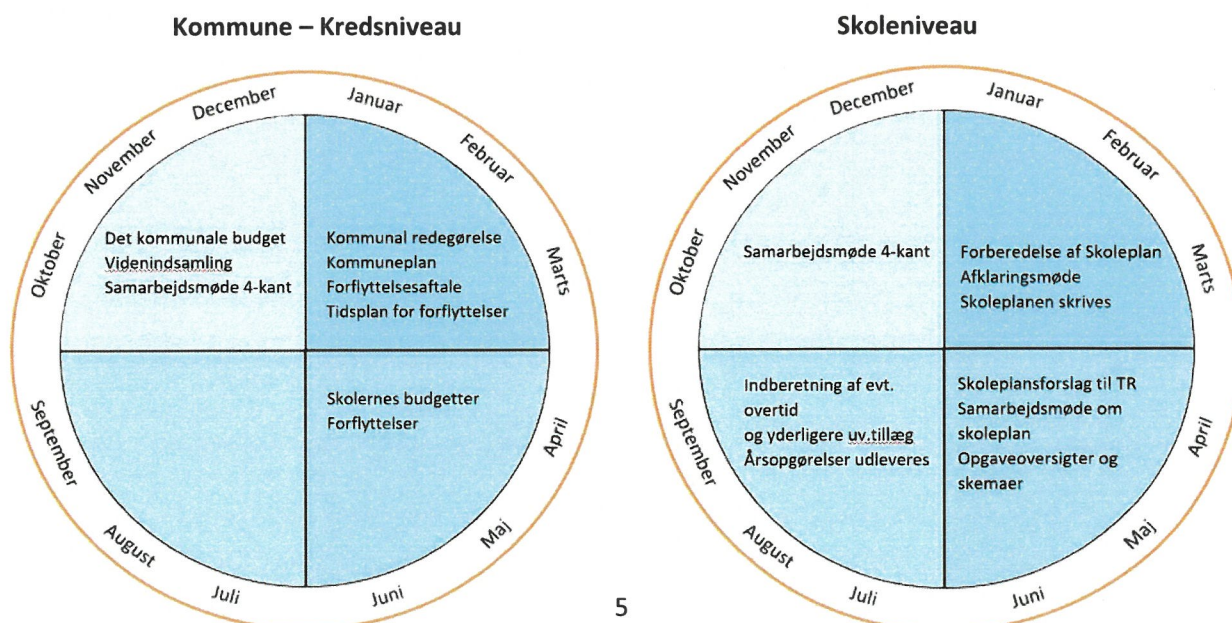 Kommune – Kredsniveau
December
Januar
November
Februar
Oktober
Marts
Det kommunale budget
Videnindsamling
Samarbejdsmøde 4-kant
Kommunal redegørelse
Kommuneplan
Forflyttelsesaftale
Tidsplan for forflyttelser
Skolernes budgetter
Forflyttelser
September
April
August
Maj
Juli
Juni
Skoleniveau
December
Januar
November
Februar
Oktober
Marts
Samarbejdsmøde 4-kant
Forberedelse af Skoleplan
Afklaringsmøde
Skoleplanen skrives
Indberetning af evt.
overtid
og yderligere uv.tillæg
Årsopgørelser udleveres
Skoleplansforslag til TR
Samarbejdsmøde om
skoleplan
Opgaveoversigter og
skemaer
September
April
August
Maj
Juli
Juni
5